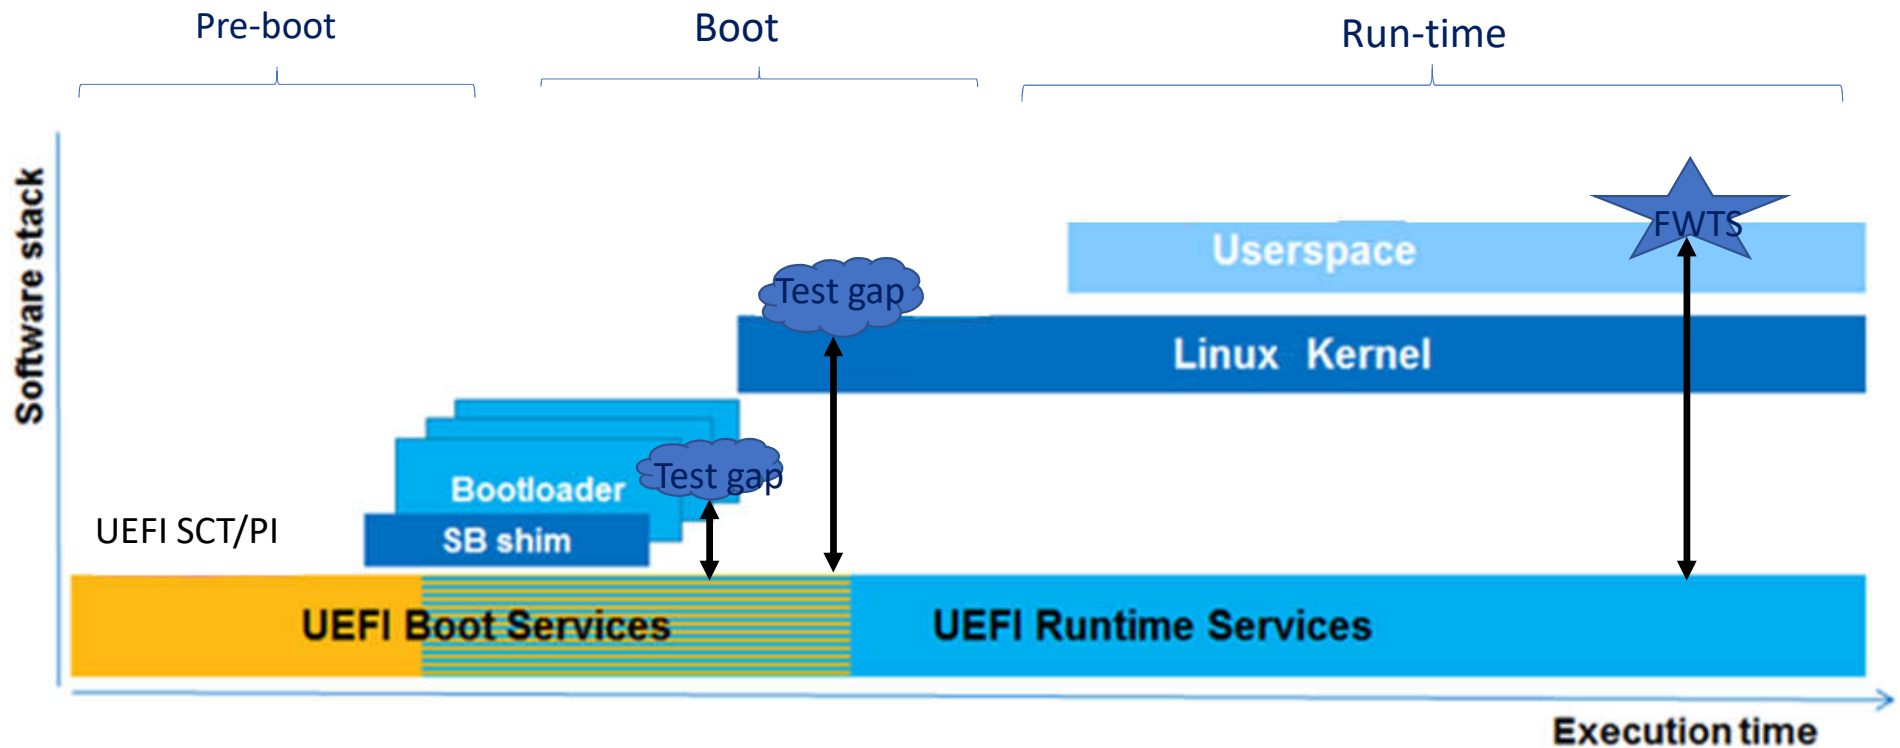 Pre-boot
Boot
Run-time
Software stack
FWTS
Userspace
Test gap
Linux Kernel
Test gap
Bootloader
UEFI SCT/PI
SB shim
UEFI Boot Services
UEFI Runtime Services
Execution time